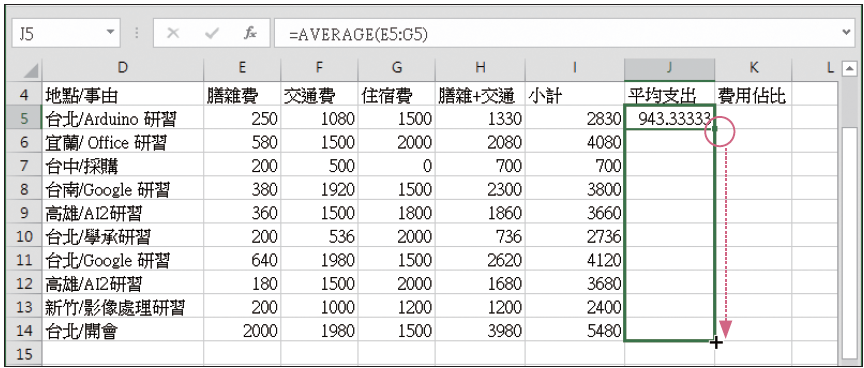 J5 fx =AVERAGE(E5:G5)
D E F G H I J K L
4 地點/事由 膳雜費 交通費 住宿費 膳雜+交通 小計 平均支出 費用佔比
5 台北/Arduino 研習 250 1080 1500 1330 2830 943.33333
6 宜蘭/ Office 研習 580 1500 2000 2080 4080
7 台中/採購 200 500 0 700 700
8 台南/Google 研習 380 1920 1500 2300 3800
9 高雄/AI2研習 360 1500 1800 1860 3660
10 台北/學承研習 200 536 2000 736 2736
11 台北/Google 研習 640 1980 1500 2620 4120
12 高雄/AI2研習 180 1500 2000 1680 3680
13 新竹/影像處理研習 200 1000 1200 1200 2400
14 台北/開會 2000 1980 1500 3980 5480
15